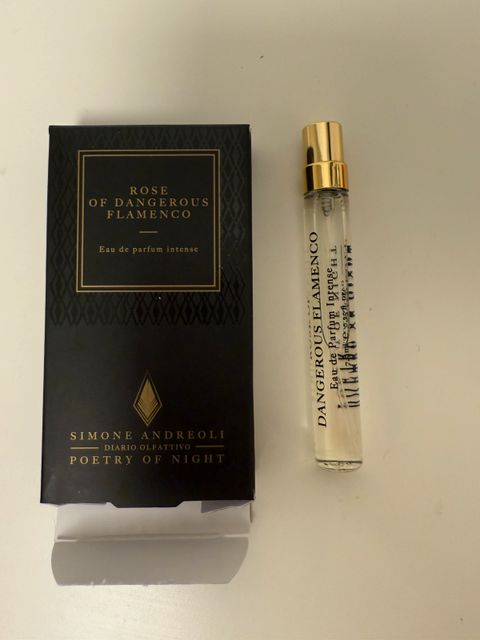 ROSE
OF DANGEROUS
FLAMENCO
Eau de parfum intense
SIMONE ANDREOLI
DIARIO OLFATTIVO
POETRY OF NIGHT
DANGEROUS FLAMENCO
Eau de Parfum Intense